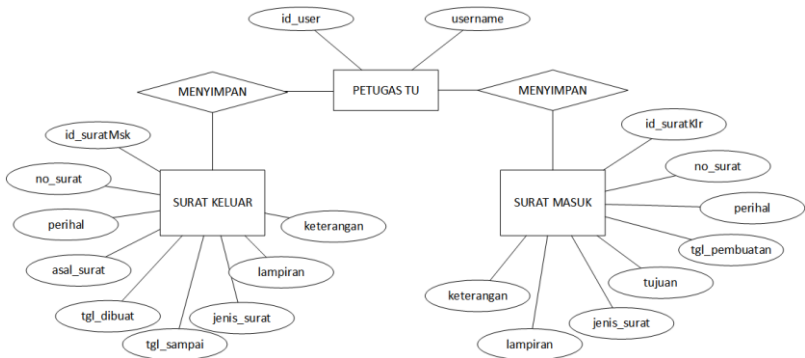 id_user
username
MENYIMPAN
PETUGAS TU
MENYIMPAN
id_suratMsk
no_surat
perihal
asal_surat
tgl_dibuat
tgl_sampai
jenis_surat
lampiran
keterangan
SURAT KELUAR
id_suratKlr
no_surat
perihal
tgl_pembuatan
tujuan
jenis_surat
lampiran
keterangan
SURAT MASUK